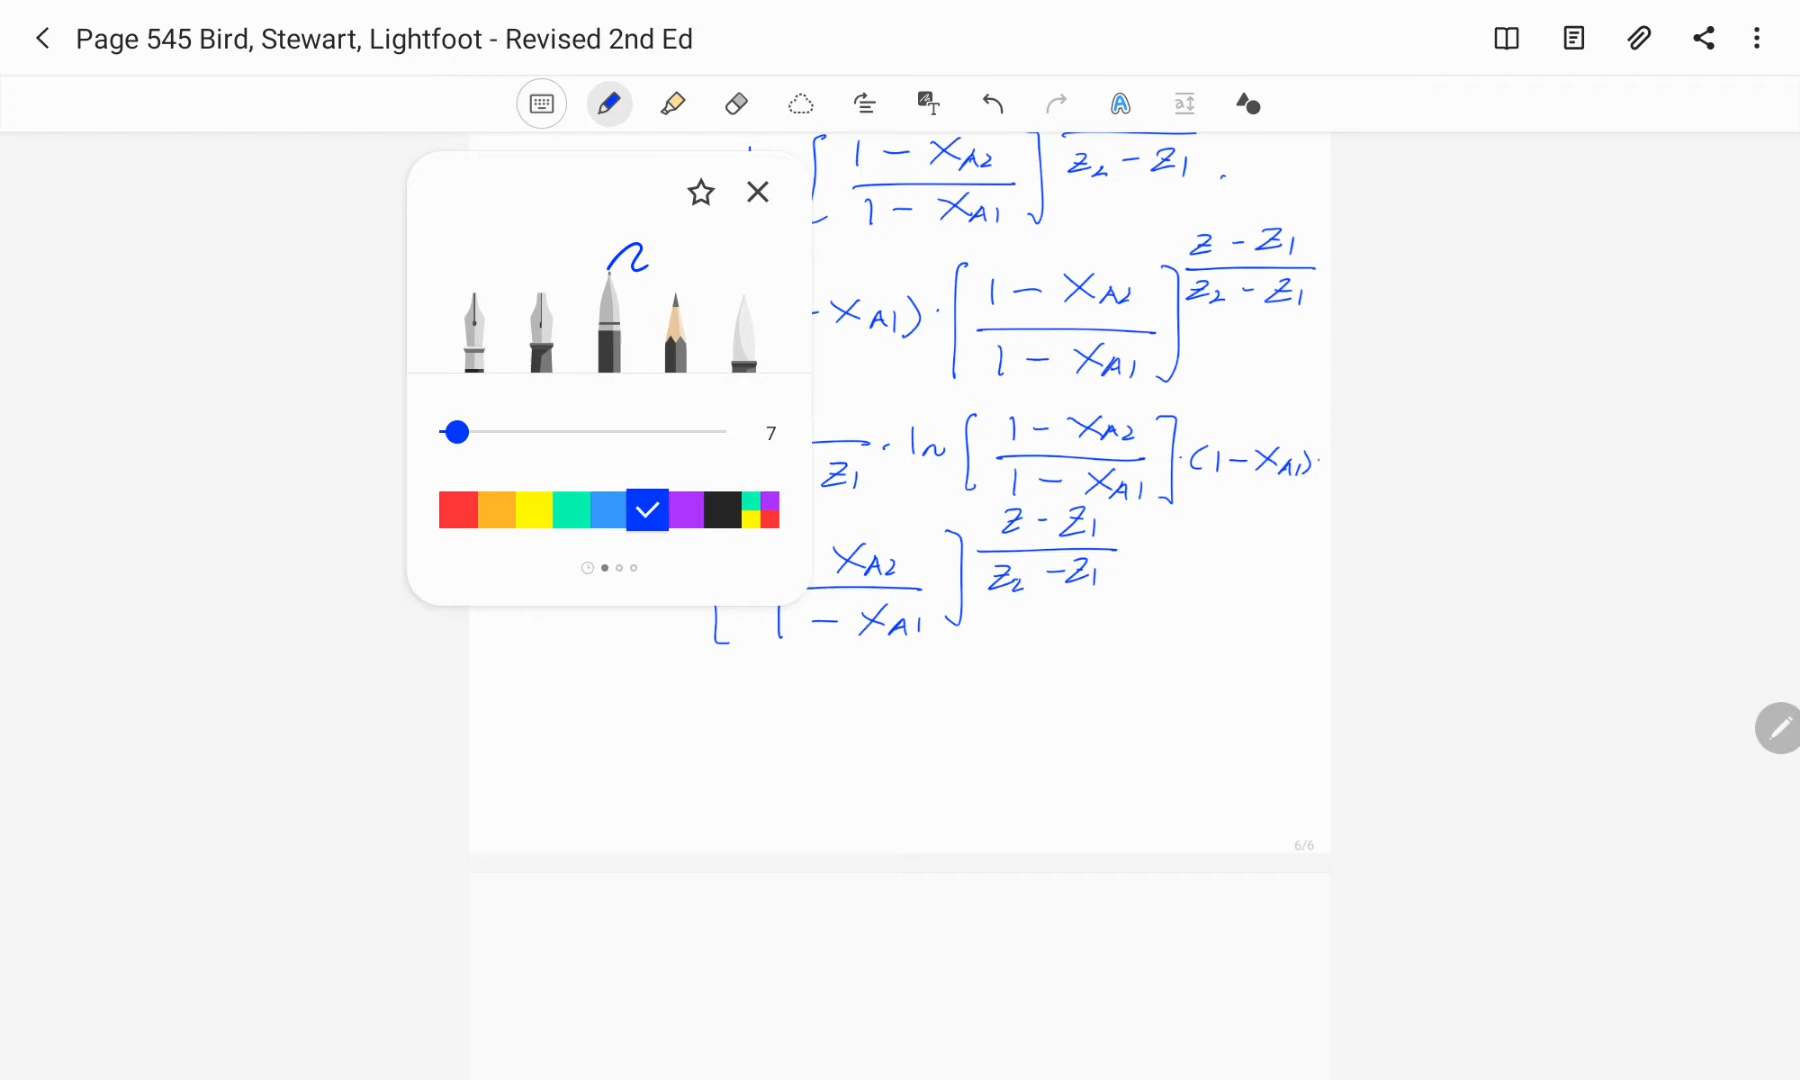 Page 545 Bird, Stewart, Lightfoot - Revised 2nd Ed
[ (1 - X_A2) / (1 - X_A1) ] / (z_2 - z_1) .
- X_A1) · [ (1 - X_A2) / (1 - X_A1) ]^((z - z_1) / (z_2 - z_1))
/ z_1 · ln [ (1 - X_A2) / (1 - X_A1) ] · (1 - X_A1) ·
[ X_A2 / (1 - X_A1) ]^((z - z_1) / (z_2 - z_1))
7
6/6